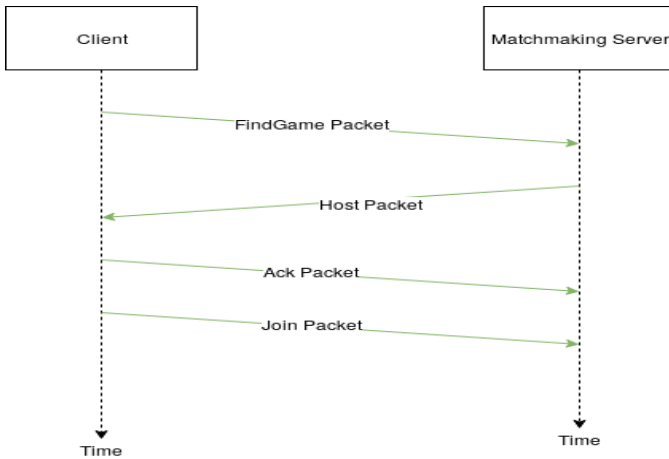 Client
Matchmaking Server
FindGame Packet
Host Packet
Ack Packet
Join Packet
Time
Time